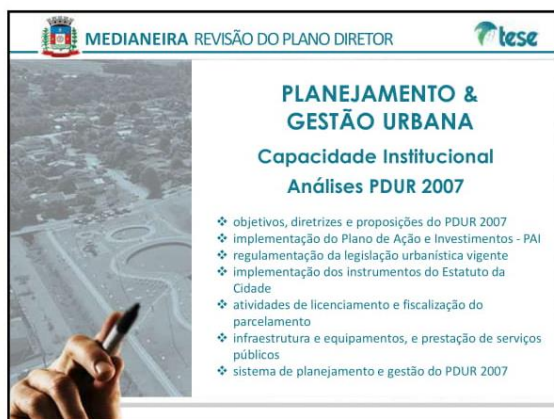 MEDIANEIRA REVISÃO DO PLANO DIRETOR
tese
PLANEJAMENTO &
GESTÃO URBANA
Capacidade Institucional
Análises PDUR 2007
❖ objetivos, diretrizes e proposições do PDUR 2007
❖ implementação do Plano de Ação e Investimentos - PAI
❖ regulamentação da legislação urbanística vigente
❖ implementação dos instrumentos do Estatuto da
Cidade
❖ atividades de licenciamento e fiscalização do
parcelamento
❖ infraestrutura e equipamentos, e prestação de serviços
públicos
❖ sistema de planejamento e gestão do PDUR 2007